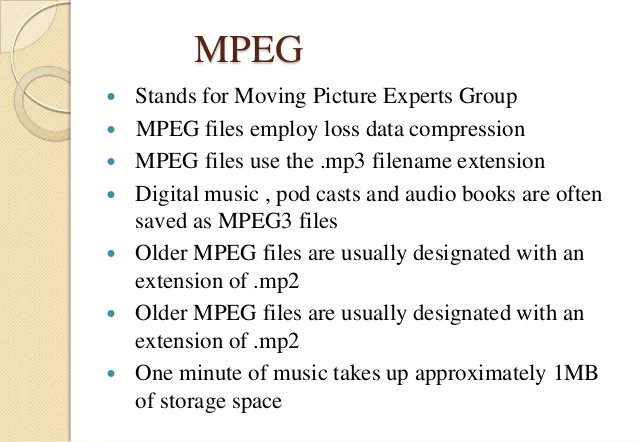 MPEG
• Stands for Moving Picture Experts Group
• MPEG files employ loss data compression
• MPEG files use the .mp3 filename extension
• Digital music , pod casts and audio books are often
saved as MPEG3 files
• Older MPEG files are usually designated with an
extension of .mp2
• Older MPEG files are usually designated with an
extension of .mp2
• One minute of music takes up approximately 1MB
of storage space